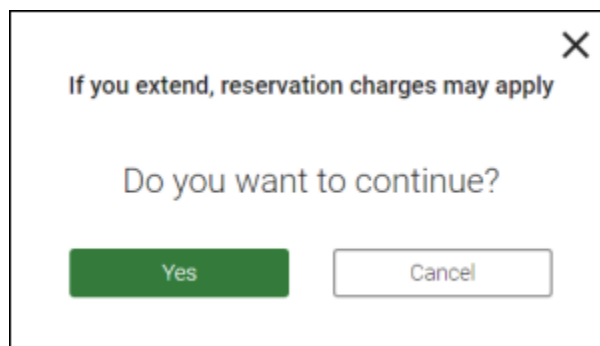 If you extend, reservation charges may apply
Do you want to continue?
Yes
Cancel